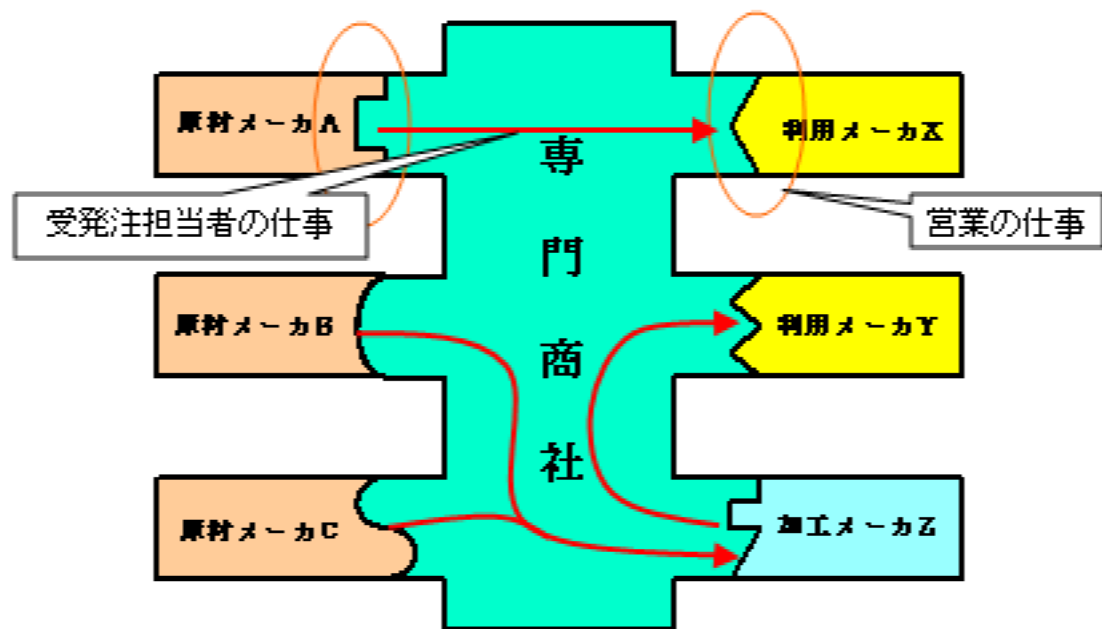 原材メーカA
利用メーカX
受発注担当者の仕事
営業の仕事
専門商社
原材メーカB
利用メーカY
原材メーカC
加工メーカZ